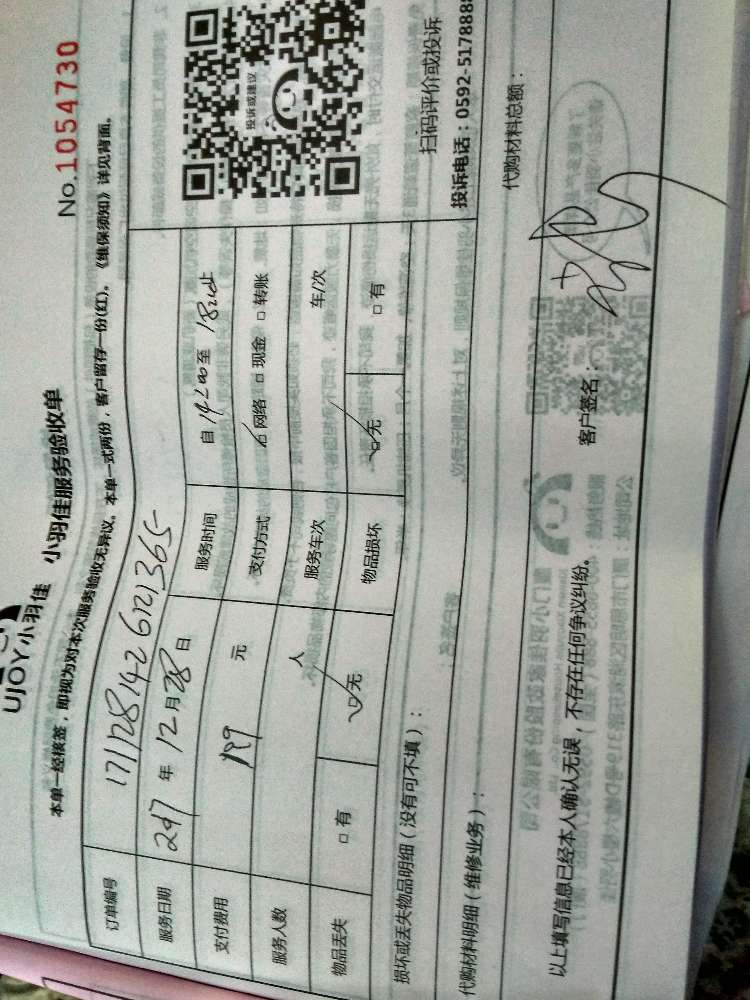 No.1054730
UJOY小羽佳 小羽佳服务验收单
本单一经核签，即视为对本次服务验收无异议。本单一式两份，客户留存一份(红)。《维保须知》详见背面。
订单编号 1711281426121365
服务日期 2017 年 12 月 28 日 服务时间 自 14:00 至 18:00 止
支付费用 元 支付方式 网络 □ 现金 □ 转账
服务人数 人 服务车次 车/次
物品丢失 □ 有 □ 无 物品损坏 □ 无 □ 有
投诉或建议
扫码评价或投诉
投诉电话：0592-517888
损坏或丢失物品明细（没有可不填）：
代购材料明细（维修业务）： 代购材料总额：
以上填写信息已经本人确认无误，不存在任何争议纠纷。 客户签名：